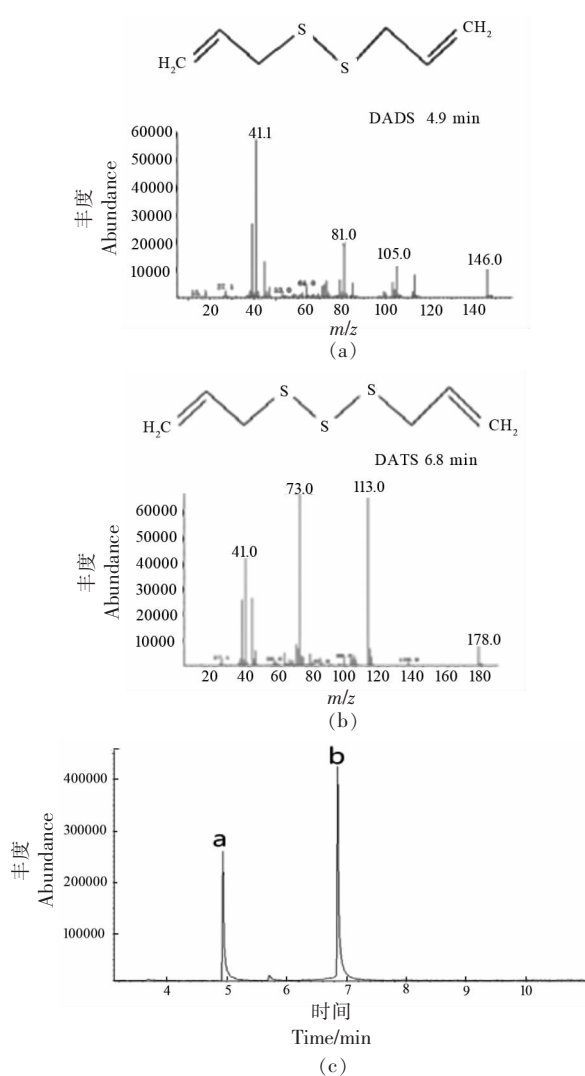 S
CH2
H2C
S
DADS 4.9 min
60000
41.1
50000
40000
30000
20000
81.0
105.0
146.0
10000
丰度
Abundance
20 40 60 80 100 120 140
m/z
(a)
S S
H2C S CH2
DATS 6.8 min
73.0 113.0
60000
50000
41.0
40000
30000
20000
10000
178.0
丰度
Abundance
20 40 60 80 100 120 140 160 180
m/z
(b)
b
400000
a
300000
200000
100000
丰度
Abundance
4 5 6 7 8 9 10
时间
Time/min
(c)